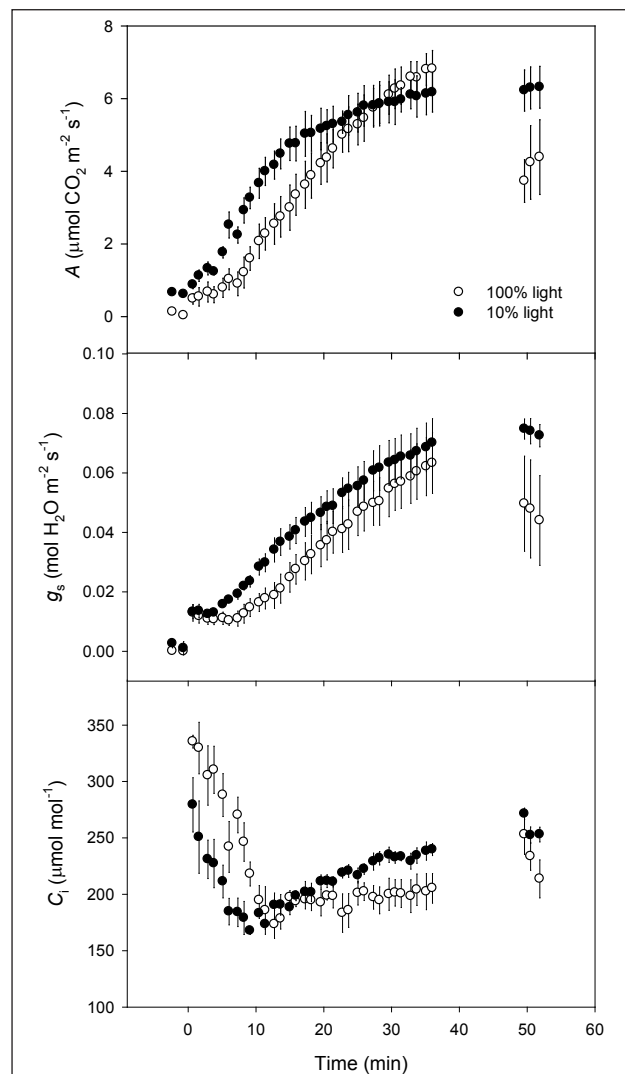 8
6
4
2
0
A (μmol CO₂ m⁻² s⁻¹)
100% light
10% light
0.10
0.08
0.06
0.04
0.02
0.00
gₛ (mol H₂O m⁻² s⁻¹)
350
300
250
200
150
100
Cᵢ (μmol mol⁻¹)
0 10 20 30 40 50 60
Time (min)